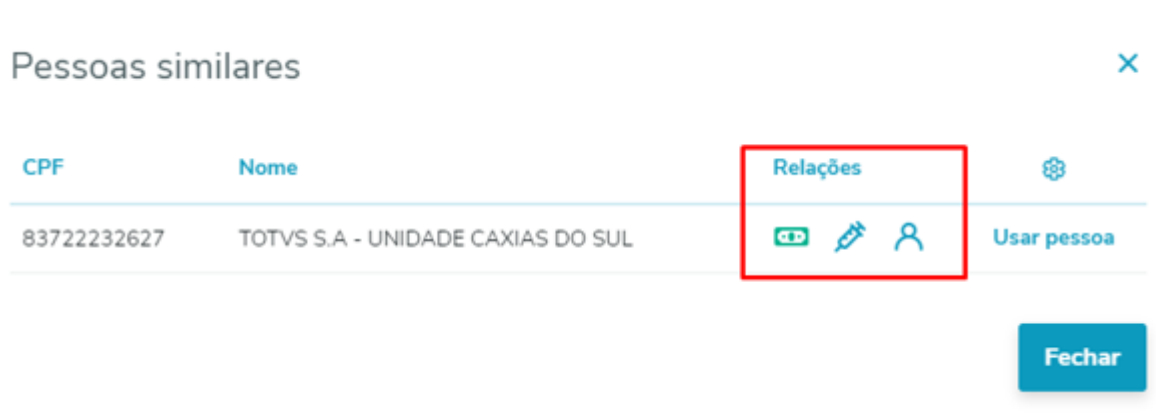 Pessoas similares
CPF Nome Relações
83722232627 TOTVS S.A - UNIDADE CAXIAS DO SUL Usar pessoa
Fechar